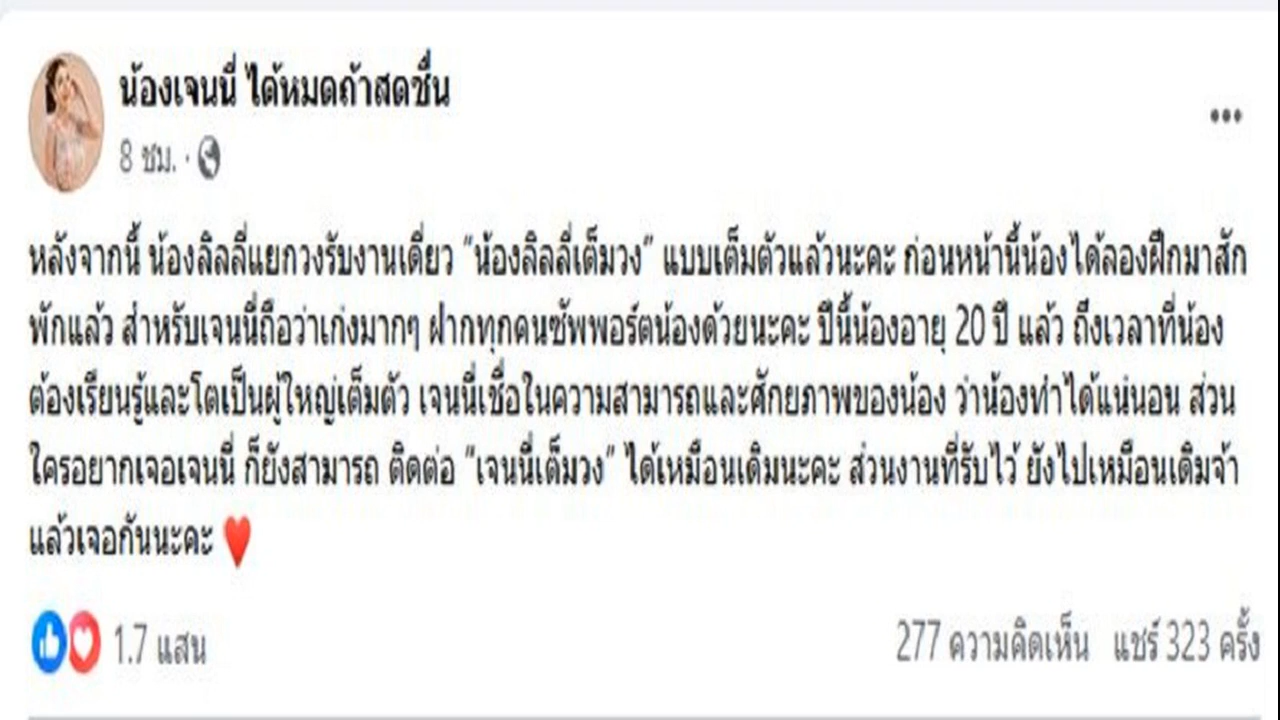 น้องเจนนี่ ได้หมดถ้าสดชื่น
8 ชม. ·
หลังจากนี้ น้องลิลลี่แยกวงรับงานเดี่ยว “น้องลิลลี่เต็มวง” แบบเต็มตัวแล้วนะคะ ก่อนหน้านี้น้องได้ลองฝึกมาสัก
พักแล้ว สำหรับเจนนี่ถือว่าเก่งมากๆ ฝากทุกคนซัพพอร์ตน้องด้วยนะคะ ปีนี้น้องอายุ 20 ปี แล้ว ถึงเวลาที่น้อง
ต้องเรียนรู้และโตเป็นผู้ใหญ่เต็มตัว เจนนี่เชื่อในความสามารถและศักยภาพของน้อง ว่าน้องทำได้แน่นอน ส่วน
ใครอยากเจอเจนนี่ ก็ยังสามารถ ติดต่อ “เจนนี่เต็มวง” ได้เหมือนเดิมนะคะ ส่วนงานที่รับไว้ ยังไปเหมือนเดิมจ้า
แล้วเจอกันนะคะ ♥️
1.7 แสน
277 ความคิดเห็น แชร์ 323 ครั้ง